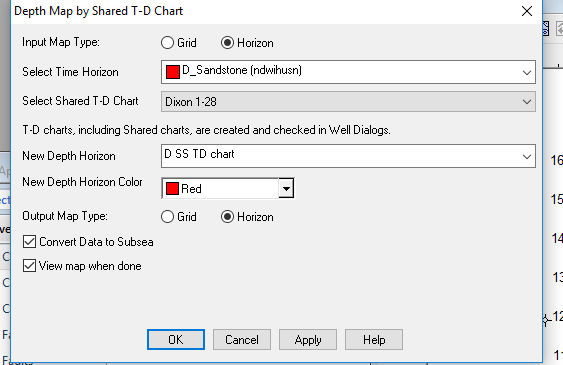 Depth Map by Shared T-D Chart
Input Map Type: Grid Horizon
Select Time Horizon D_Sandstone (ndwihusn)
Select Shared T-D Chart Dixon 1-28
T-D charts, including Shared charts, are created and checked in Well Dialogs.
New Depth Horizon D SS TD chart
New Depth Horizon Color Red
Output Map Type: Grid Horizon
Convert Data to Subsea
View map when done
OK Cancel Apply Help
16
15
14
13
12
11